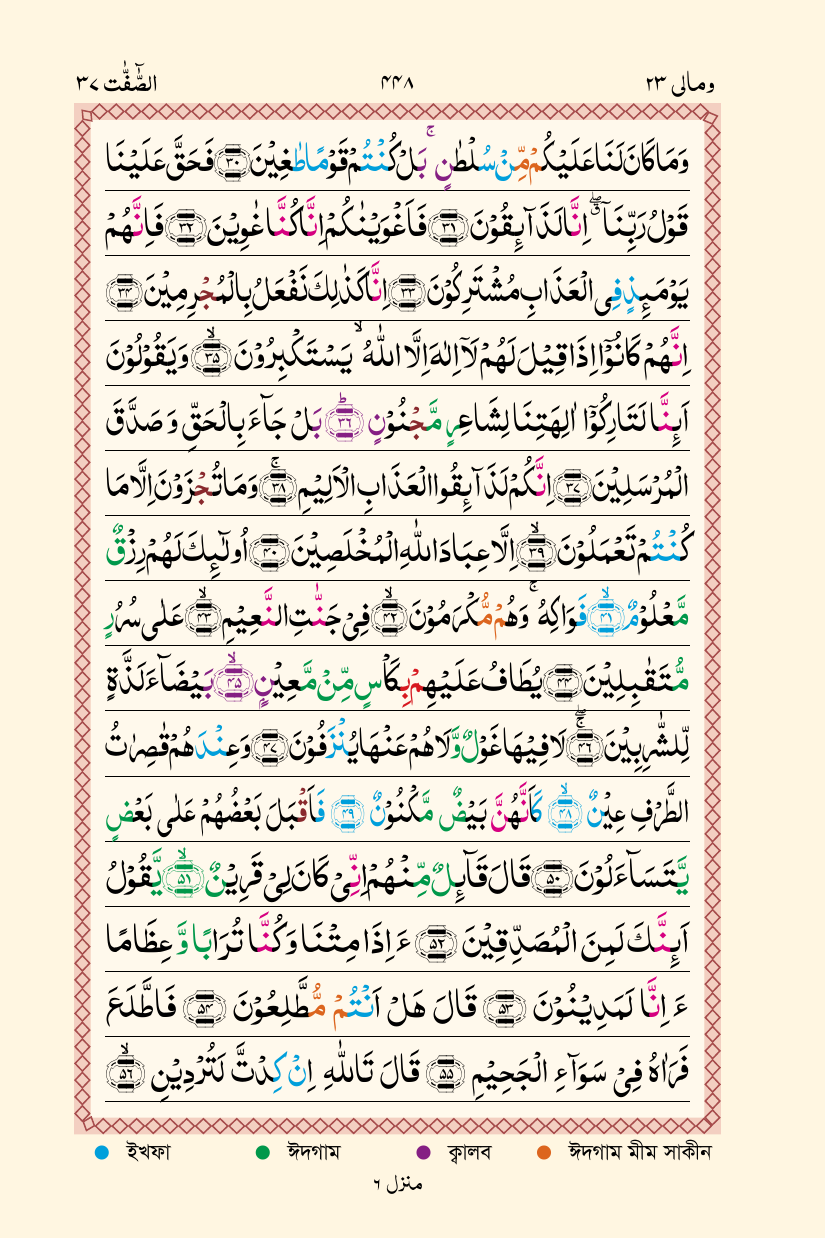 ومالی ٢٣ ٤٤٨ الصّٰٓفّٰت ٣٧
وَمَا كَانَ لَنَا عَلَيْكُمْ مِّنْ سُلْطٰنٍ ۚ بَلْ كُنْتُمْ قَوْمًا طٰغِيْنَ ﴿٣٠﴾ فَحَقَّ عَلَيْنَا
قَوْلُ رَبِّنَآ ۖق اِنَّا لَذَآئِقُوْنَ ﴿٣١﴾ فَاَغْوَيْنٰكُمْ اِنَّا كُنَّا غٰوِيْنَ ﴿٣٢﴾ فَاِنَّهُمْ
يَوْمَئِذٍ فِى الْعَذَابِ مُشْتَرِكُوْنَ ﴿٣٣﴾ اِنَّا كَذٰلِكَ نَفْعَلُ بِالْمُجْرِمِيْنَ ﴿٣٤﴾
اِنَّهُمْ كَانُوْۤا اِذَا قِيْلَ لَهُمْ لَآ اِلٰهَ اِلَّا اللّٰهُ ۙ يَسْتَكْبِرُوْنَ ۙ﴿٣٥﴾ وَيَقُوْلُوْنَ
اَئِنَّا لَتَارِكُوْۤا اٰلِهَتِنَا لِشَاعِرٍ مَّجْنُوْنٍ ؕ﴿٣٦﴾ بَلْ جَآءَ بِالْحَقِّ وَصَدَّقَ
الْمُرْسَلِيْنَ ﴿٣٧﴾ اِنَّكُمْ لَذَآئِقُوا الْعَذَابِ الْاَلِيْمِ ۚ﴿٣٨﴾ وَمَا تُجْزَوْنَ اِلَّا مَا
كُنْتُمْ تَعْمَلُوْنَ ۙ﴿٣٩﴾ اِلَّا عِبَادَ اللّٰهِ الْمُخْلَصِيْنَ ﴿٤٠﴾ اُولٰٓئِكَ لَهُمْ رِزْقٌ
مَّعْلُوْمٌ ۙ﴿٤١﴾ فَوَاكِهُ ۚ وَهُمْ مُّكْرَمُوْنَ ۙ﴿٤٢﴾ فِىْ جَنّٰتِ النَّعِيْمِ ۙ﴿٤٣﴾ عَلٰى سُرُرٍ
مُّتَقٰبِلِيْنَ ﴿٤٤﴾ يُطَافُ عَلَيْهِمْ بِكَاْسٍ مِّنْ مَّعِيْنٍ ۙ﴿٤٥﴾ بَيْضَآءَ لَذَّةٍ
لِّلشّٰرِبِيْنَ ۖۚ﴿٤٦﴾ لَا فِيْهَا غَوْلٌ وَّلَا هُمْ عَنْهَا يُنْزَفُوْنَ ﴿٤٧﴾ وَعِنْدَهُمْ قٰصِرٰتُ
الطَّرْفِ عِيْنٌ ۙ﴿٤٨﴾ كَاَنَّهُنَّ بَيْضٌ مَّكْنُوْنٌ ﴿٤٩﴾ فَاَقْبَلَ بَعْضُهُمْ عَلٰى بَعْضٍ
يَّتَسَآءَلُوْنَ ﴿٥٠﴾ قَالَ قَآئِلٌ مِّنْهُمْ اِنِّىْ كَانَ لِىْ قَرِيْنٌ ۙ﴿٥١﴾ يَّقُوْلُ
اَئِنَّكَ لَمِنَ الْمُصَدِّقِيْنَ ﴿٥٢﴾ ءَاِذَا مِتْنَا وَكُنَّا تُرَابًا وَّعِظَامًا
ءَاِنَّا لَمَدِيْنُوْنَ ﴿٥٣﴾ قَالَ هَلْ اَنْتُمْ مُّطَّلِعُوْنَ ﴿٥٤﴾ فَاطَّلَعَ
فَرَاٰهُ فِىْ سَوَآءِ الْجَحِيْمِ ﴿٥٥﴾ قَالَ تَاللّٰهِ اِنْ كِدْتَّ لَتُرْدِيْنِ ۙ﴿٥٦﴾
ইখফা ঈদগাম ক্বালব ঈদগাম মীম সাকীন
منزل ٦